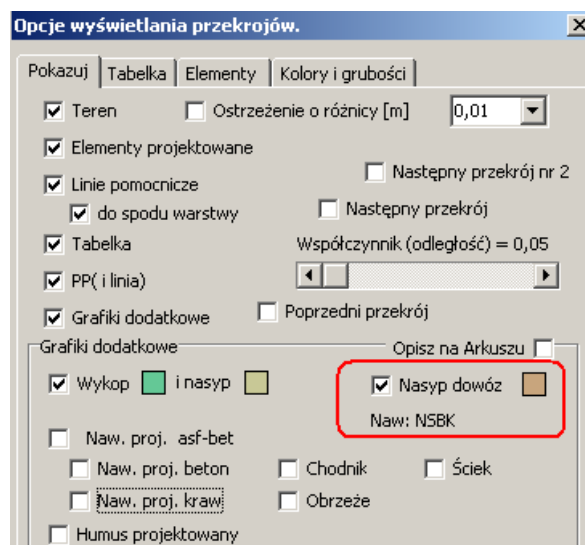 Opcje wyświetlania przekrojów.
Pokazuj Tabelka Elementy Kolory i grubości
Teren Ostrzeżenie o różnicy [m] 0,01
Elementy projektowane
Następny przekrój nr 2
Linie pomocnicze
do spodu warstwy Następny przekrój
Tabelka Współczynnik (odległość) = 0,05
PP( i linia)
Grafiki dodatkowe Poprzedni przekrój
Grafiki dodatkowe Opisz na Arkuszu
Wykop i nasyp Nasyp dowóz
Naw: NSBK
Naw. proj. asf-bet
Naw. proj. beton Chodnik Ściek
Naw. proj. kraw Obrzeże
Humus projektowany